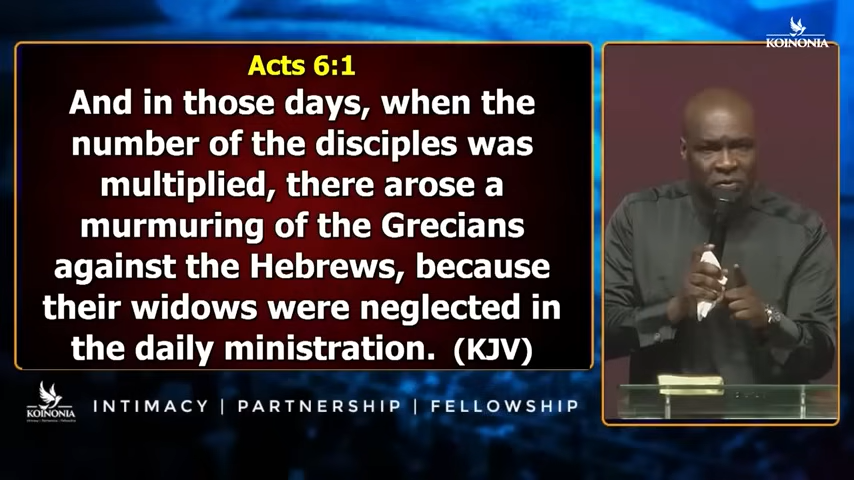 Acts 6:1
And in those days, when the
number of the disciples was
multiplied, there arose a
murmuring of the Grecians
against the Hebrews, because
their widows were neglected in
the daily ministration. (KJV)
KOINONIA
KOINONIA
INTIMACY | PARTNERSHIP | FELLOWSHIP